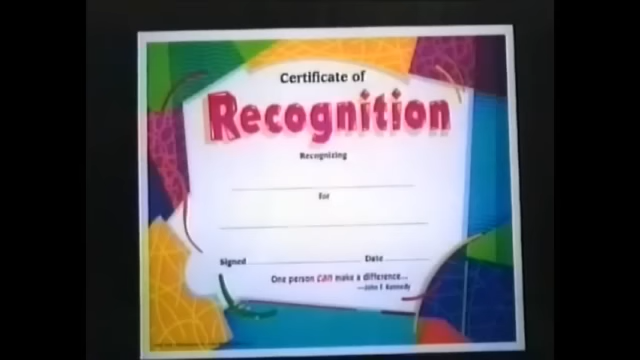 Certificate of
Recognition
Recognizing
for
Signed Date
One person can make a difference...
—John F. Kennedy